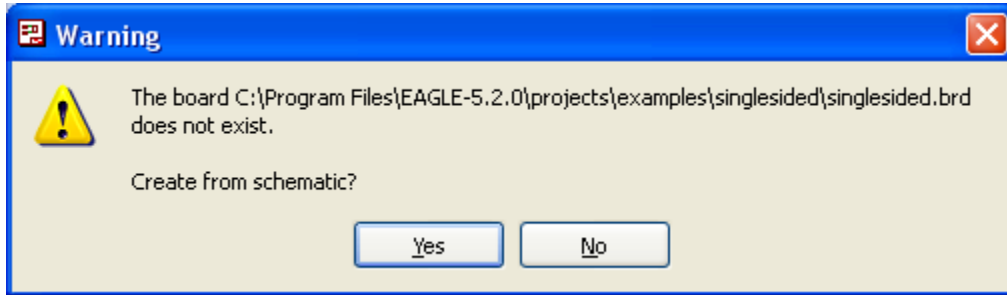 Warning
The board C:\Program Files\EAGLE-5.2.0\projects\examples\singlesided\singlesided.brd
does not exist.
Create from schematic?
Yes
No